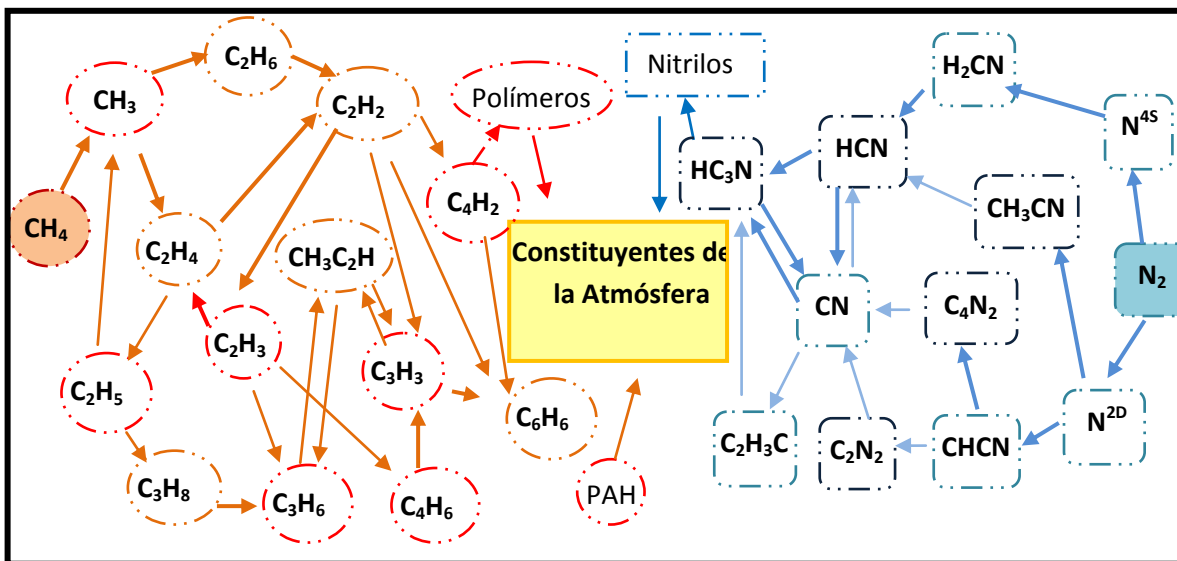 C₂H₆
CH₃
C₂H₂
Polímeros
CH₄
C₂H₄
CH₃C₂H
C₄H₂
C₂H₃
C₃H₃
C₂H₅
C₆H₆
C₃H₈
C₃H₆
C₄H₆
PAH
Constituyentes de
la Atmósfera
Nitrilos
H₂CN
N⁴ˢ
HCN
HC₃N
CH₃CN
N₂
CN
C₄N₂
N²ᴰ
C₂H₃C
C₂N₂
CHCN